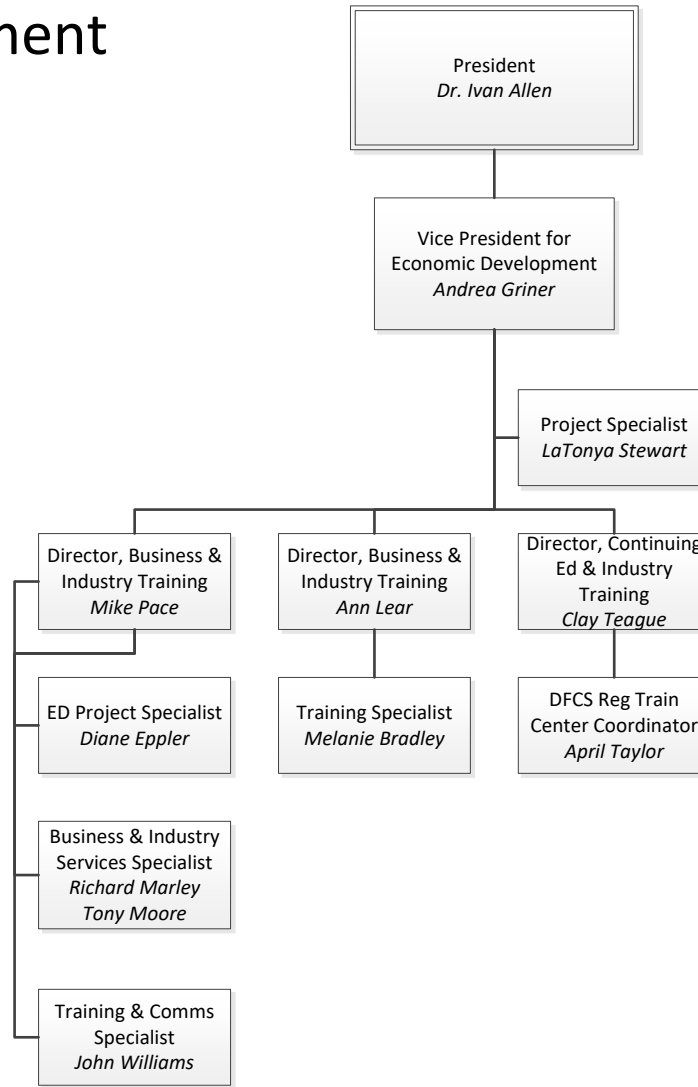 ment
President
Dr. Ivan Allen
Vice President for
Economic Development
Andrea Griner
Project Specialist
LaTonya Stewart
Director, Business &
Industry Training
Mike Pace
Director, Business &
Industry Training
Ann Lear
Director, Continuing
Ed & Industry
Training
Clay Teague
ED Project Specialist
Diane Eppler
Training Specialist
Melanie Bradley
DFCS Reg Train
Center Coordinator
April Taylor
Business & Industry
Services Specialist
Richard Marley
Tony Moore
Training & Comms
Specialist
John Williams